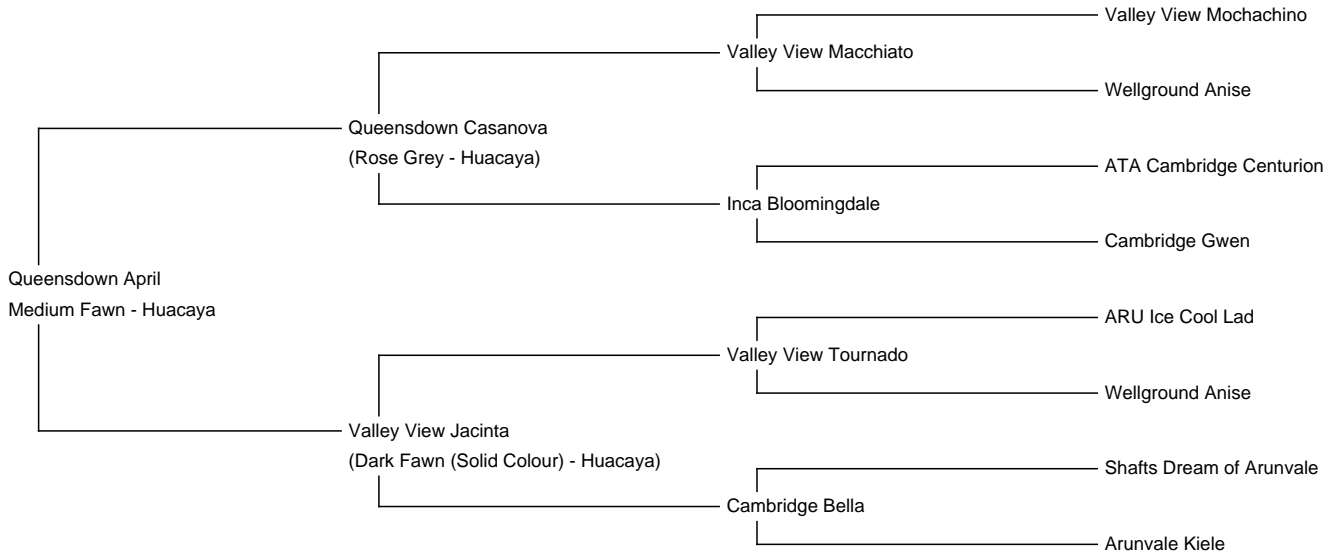 Valley View Mochachino
Valley View Macchiato
Wellground Anise
Queensdown Casanova
(Rose Grey - Huacaya)
ATA Cambridge Centurion
Inca Bloomingdale
Cambridge Gwen
Queensdown April
Medium Fawn - Huacaya
ARU Ice Cool Lad
Valley View Tournado
Wellground Anise
Valley View Jacinta
(Dark Fawn (Solid Colour) - Huacaya)
Shafts Dream of Arunvale
Cambridge Bella
Arunvale Kiele